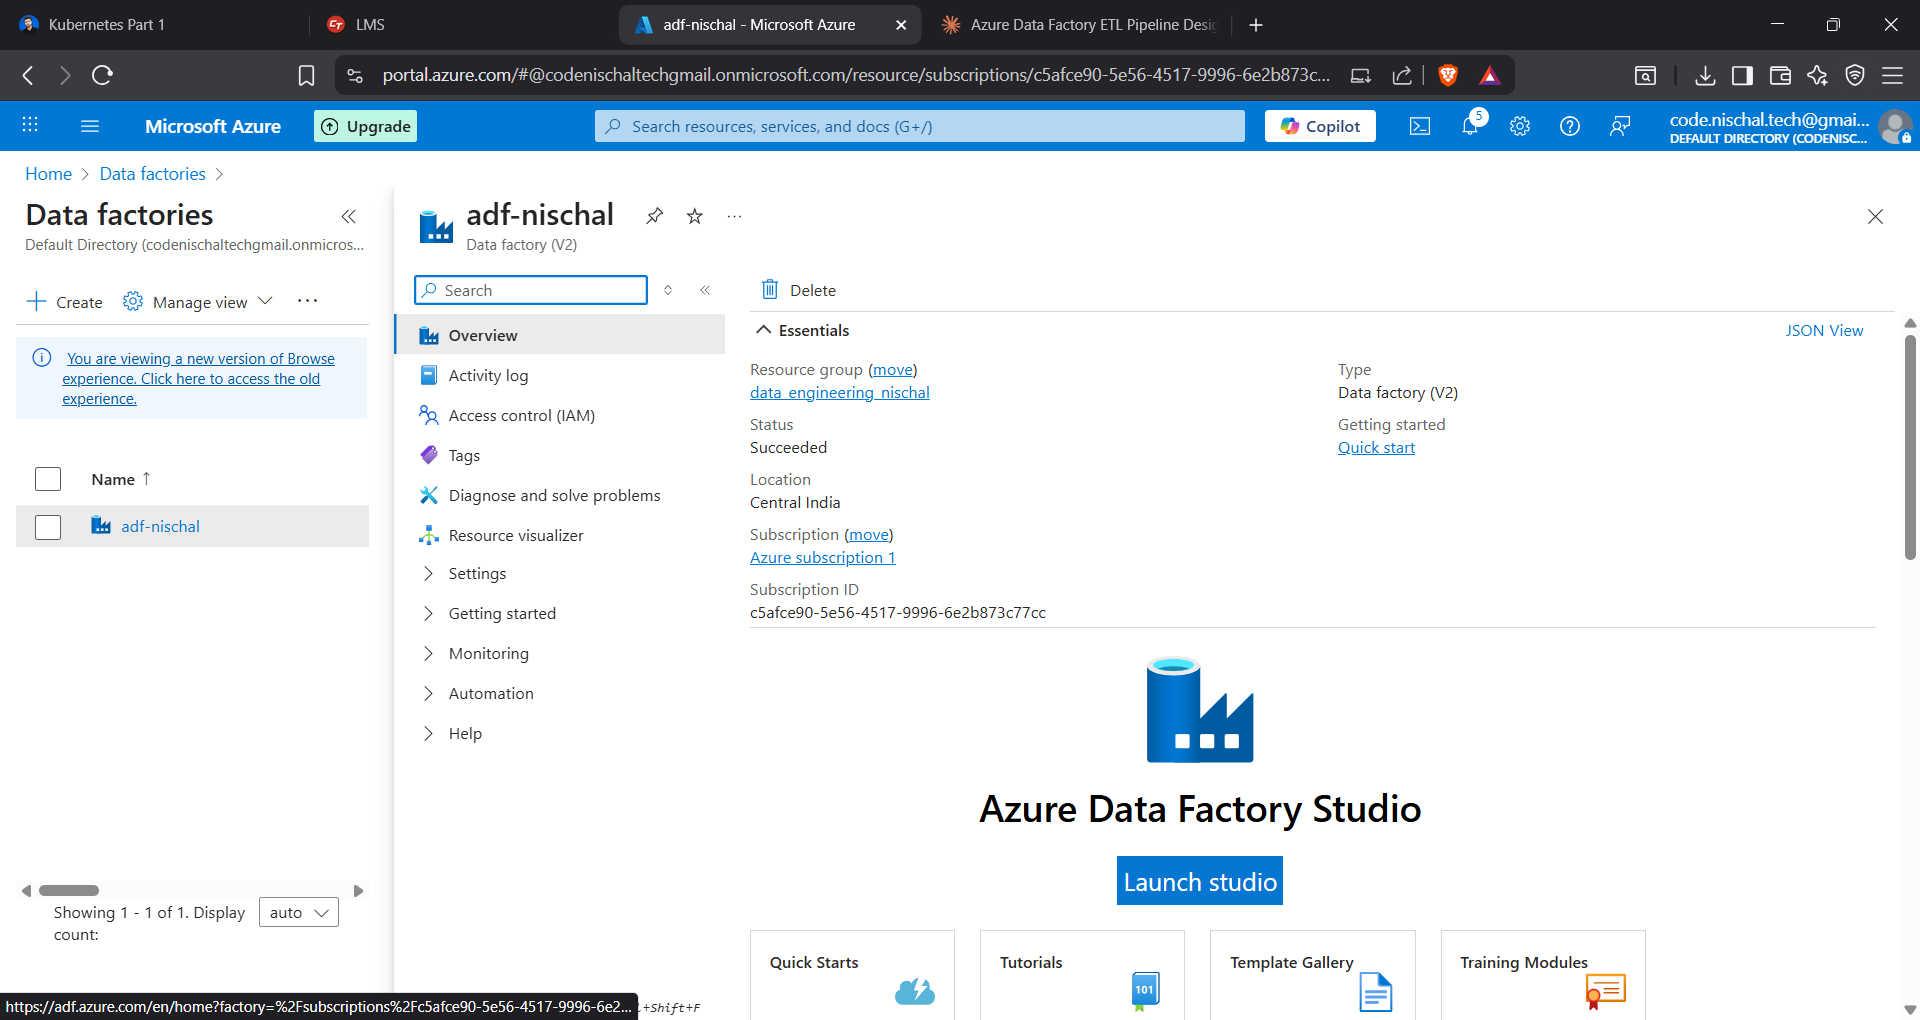 Kubernetes Part 1
LMS
adf-nischal - Microsoft Azure
Azure Data Factory ETL Pipeline Desig
portal.azure.com/#@codenischaltechgmail.onmicrosoft.com/resource/subscriptions/c5afce90-5e56-4517-9996-6e2b873c...
Microsoft Azure
Upgrade
Search resources, services, and docs (G+/)
Copilot
5
code.nischal.tech@gmai...
DEFAULT DIRECTORY (CODENISC...
Home > Data factories >
Data factories
Default Directory (codenischaltechgmail.onmicros...
Create
Manage view
...
You are viewing a new version of Browse
experience. Click here to access the old
experience.
Name ↑
adf-nischal
Showing 1 - 1 of 1. Display
count:
auto
adf-nischal
Data factory (V2)
Search
Delete
Overview
Activity log
Access control (IAM)
Tags
Diagnose and solve problems
Resource visualizer
Settings
Getting started
Monitoring
Automation
Help
Essentials
JSON View
Resource group (move)
data_engineering_nischal
Status
Succeeded
Location
Central India
Subscription (move)
Azure subscription 1
Subscription ID
c5afce90-5e56-4517-9996-6e2b873c77cc
Type
Data factory (V2)
Getting started
Quick start
Azure Data Factory Studio
Launch studio
Quick Starts
Tutorials
101
Template Gallery
Training Modules
https://adf.azure.com/en/home?factory=%2Fsubscriptions%2Fc5afce90-5e56-4517-9996-6e2...
l+Shift+F